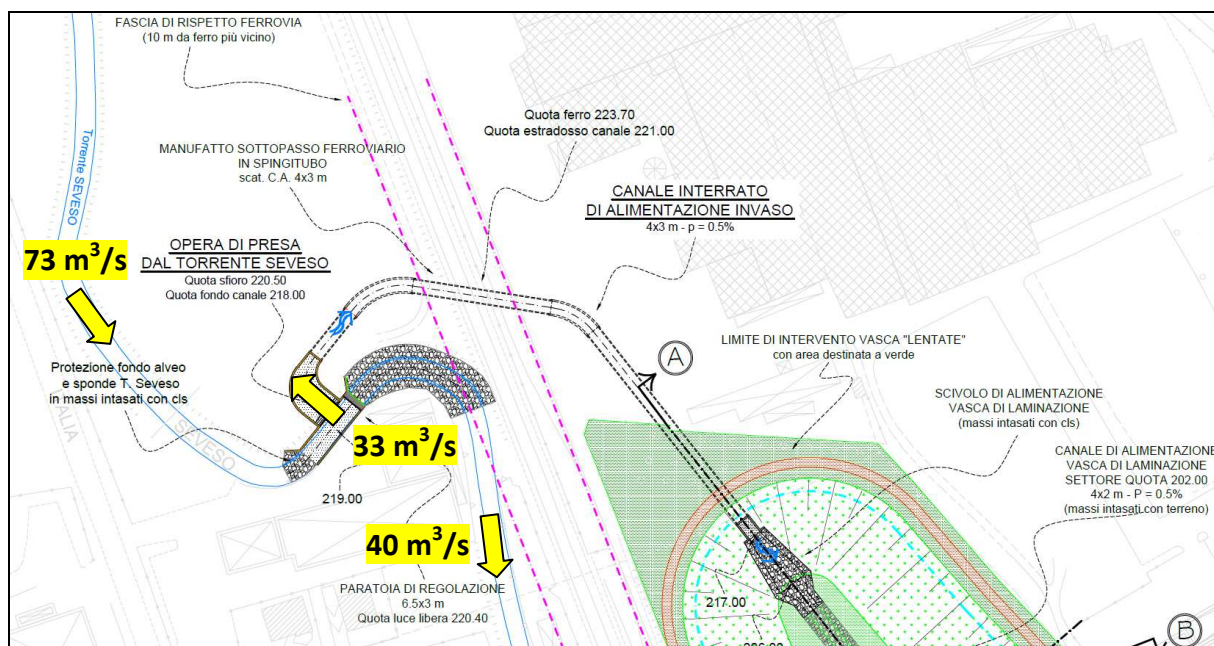 FASCIA DI RISPETTO FERROVIA
(10 m da ferro più vicino)
Quota ferro 223.70
Quota estradosso canale 221.00
Torrente SEVESO
MANUFATTO SOTTOPASSO FERROVIARIO
IN SPINGITUBO
scat. C.A. 4x3 m
CANALE INTERRATO
DI ALIMENTAZIONE INVASO
4x3 m - p = 0.5%
73 m³/s
OPERA DI PRESA
DAL TORRENTE SEVESO
Quota sfioro 220.50
Quota fondo canale 218.00
LIMITE DI INTERVENTO VASCA "LENTATE"
con area destinata a verde
A
Protezione fondo alveo
e sponde T. Seveso
in massi intasati con cls
SCIVOLO DI ALIMENTAZIONE
VASCA DI LAMINAZIONE
(massi intasati con cls)
ALIA
SEVESO
33 m³/s
CANALE DI ALIMENTAZIONE
VASCA DI LAMINAZIONE
SETTORE QUOTA 202.00
4x2 m - P = 0.5%
(massi intasati con terreno)
219.00
40 m³/s
PARATOIA DI REGOLAZIONE
6.5x3 m
Quota luce libera 220.40
217.00
B